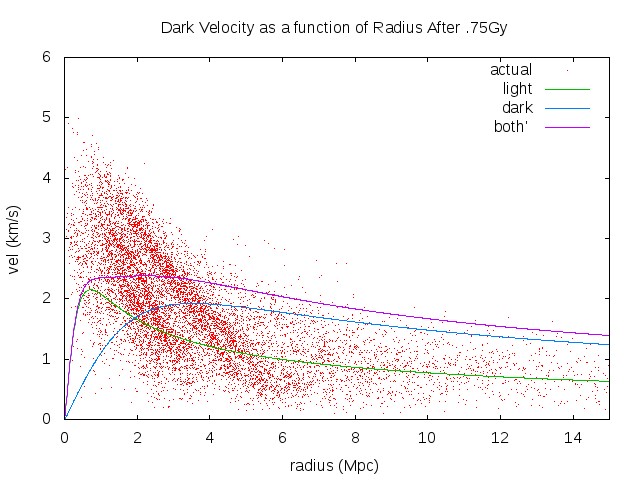 Dark Velocity as a function of Radius After .75Gy
6
5
4
3
2
1
0
vel (km/s)
actual
light
dark
both'
0 2 4 6 8 10 12 14
radius (Mpc)